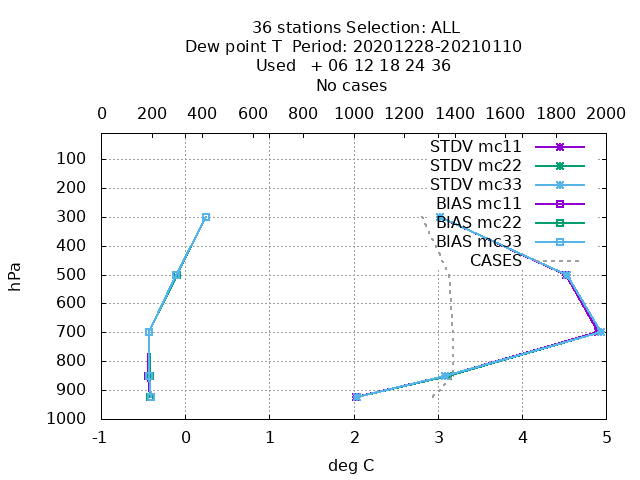 36 stations Selection: ALL
Dew point T  Period: 20201228-20210110
Used   + 06 12 18 24 36
No cases
0 200 400 600 800 1000 1200 1400 1600 1800 2000
STDV mc11
STDV mc22
STDV mc33
BIAS mc11
BIAS mc22
BIAS mc33
CASES
100
200
300
400
500
600
700
800
900
1000
hPa
-1 0 1 2 3 4 5
deg C